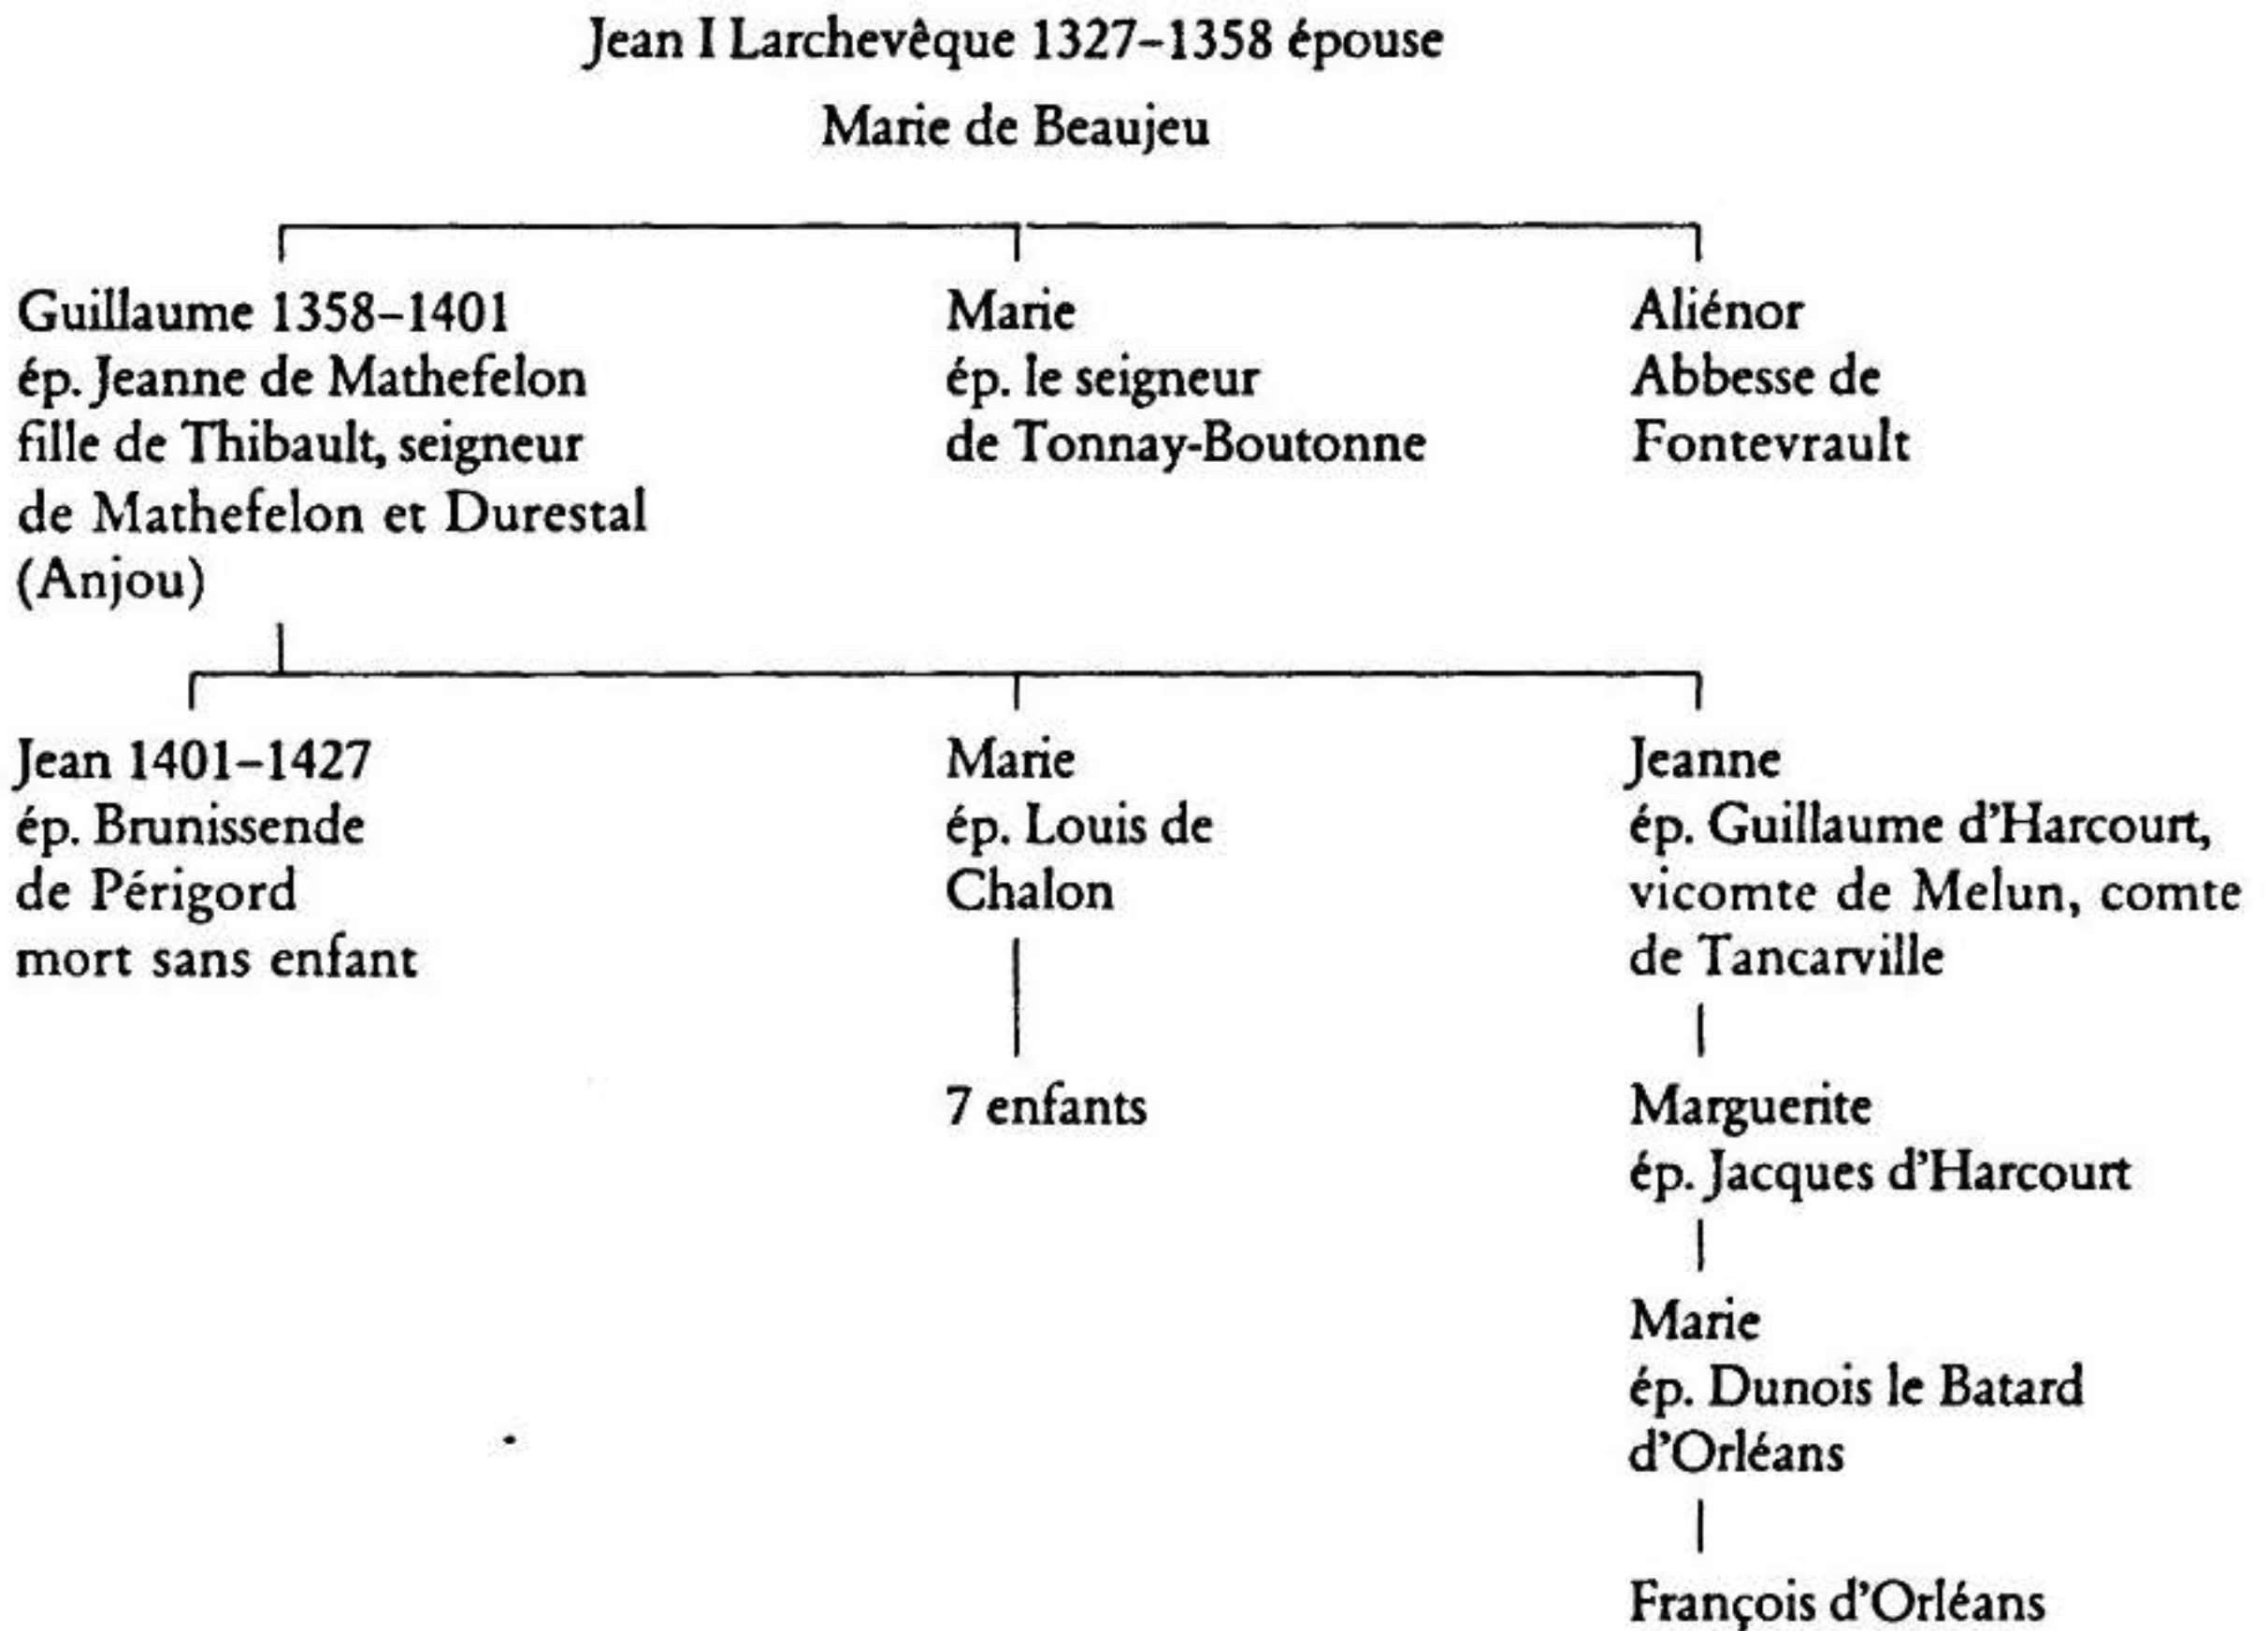 Jean I Larchevêque 1327–1358 épouse
Marie de Beaujeu
Guillaume 1358–1401
ép. Jeanne de Mathefelon
fille de Thibault, seigneur
de Mathefelon et Durestal
(Anjou)
Marie
ép. le seigneur
de Tonnay-Boutonne
Aliénor
Abbesse de
Fontevrault
Jean 1401–1427
ép. Brunissende
de Périgord
mort sans enfant
Marie
ép. Louis de
Chalon
7 enfants
Jeanne
ép. Guillaume d'Harcourt,
vicomte de Melun, comte
de Tancarville
Marguerite
ép. Jacques d'Harcourt
Marie
ép. Dunois le Batard
d'Orléans
François d'Orléans